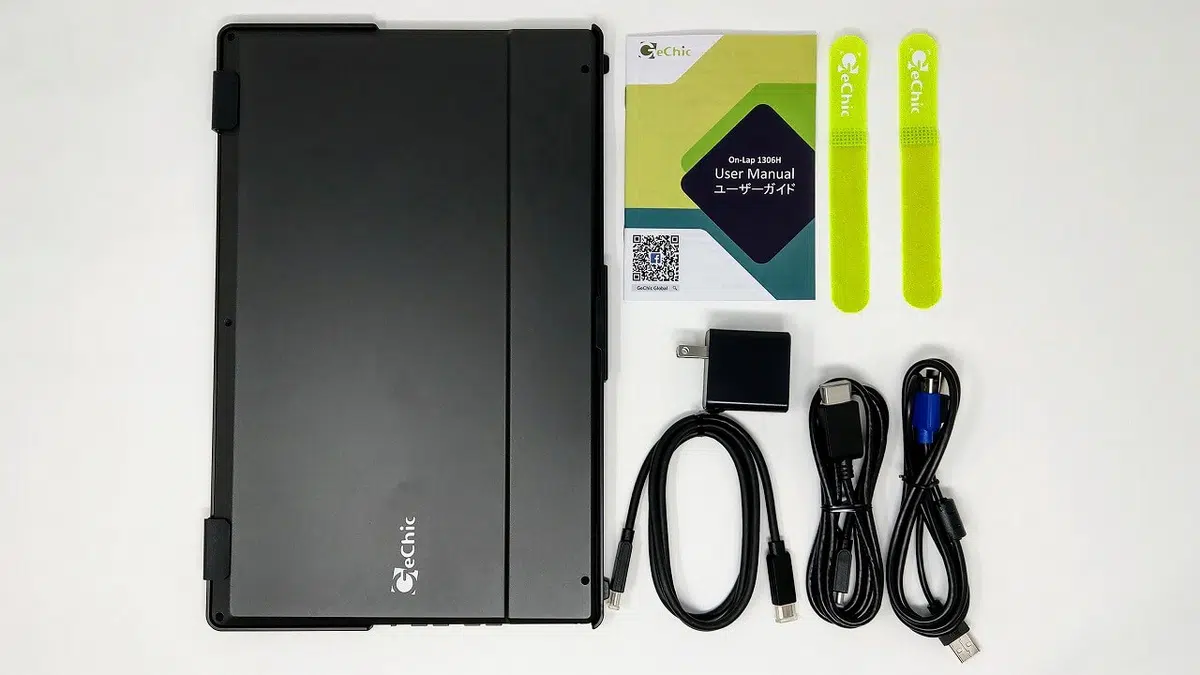 GeChic
On-Lap 1306H
User Manual
ユーザーガイド
GeChic Global
GeChic
GeChic
GeChic